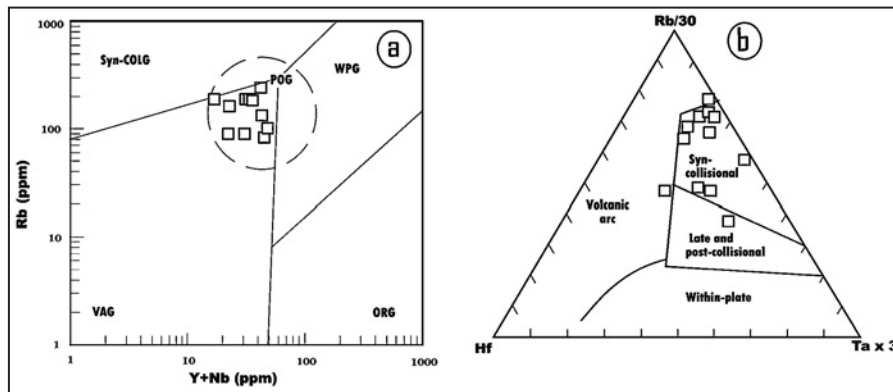 1000
Syn-COLG
POG
WPG
a
100
Rb (ppm)
10
VAG
ORG
1
1
10
100
1000
Y+Nb (ppm)
Rb/30
b
Syn-
collisional
Volcanic
arc
Late and
post-collisional
Within-plate
Hf
Ta x 3